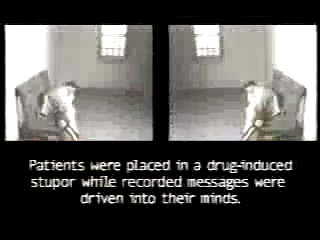 Patients were placed in a drug-induced
stupor while recorded messages were
driven into their minds.